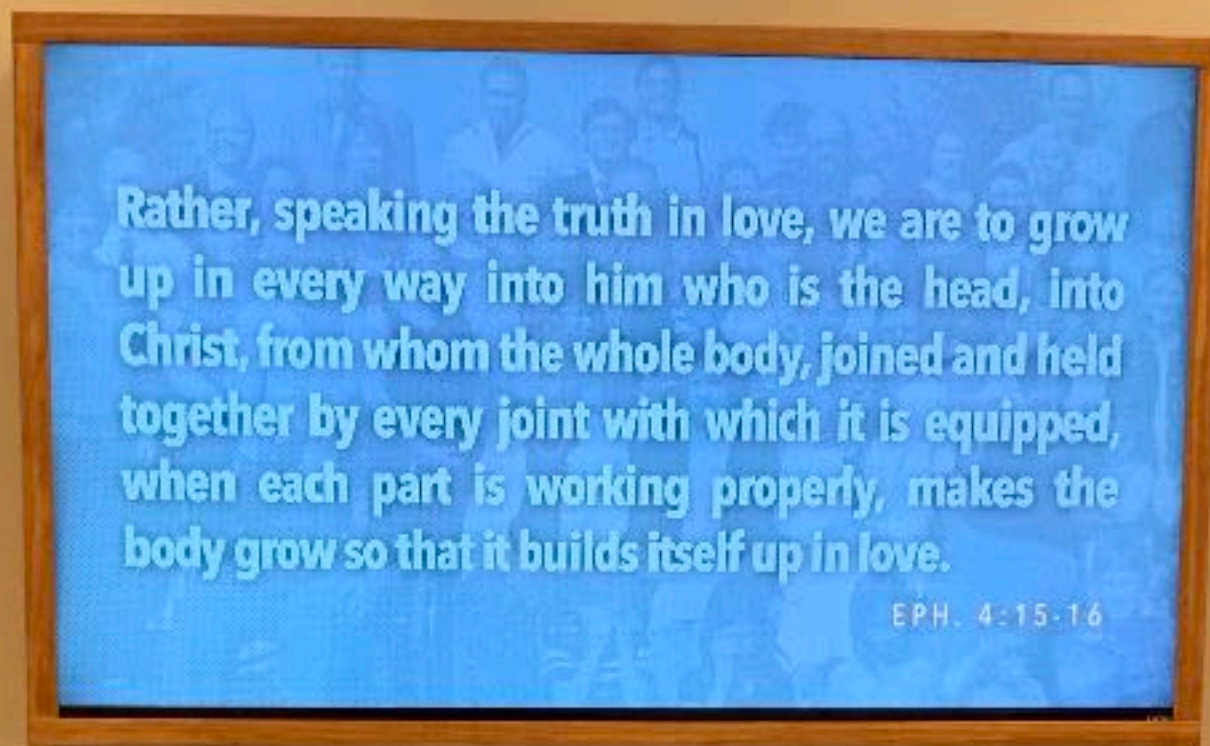 Rather, speaking the truth in love, we are to grow
up in every way into him who is the head, into
Christ, from whom the whole body, joined and held
together by every joint with which it is equipped,
when each part is working properly, makes the
body grow so that it builds itself up in love.
EPH. 4:15-16